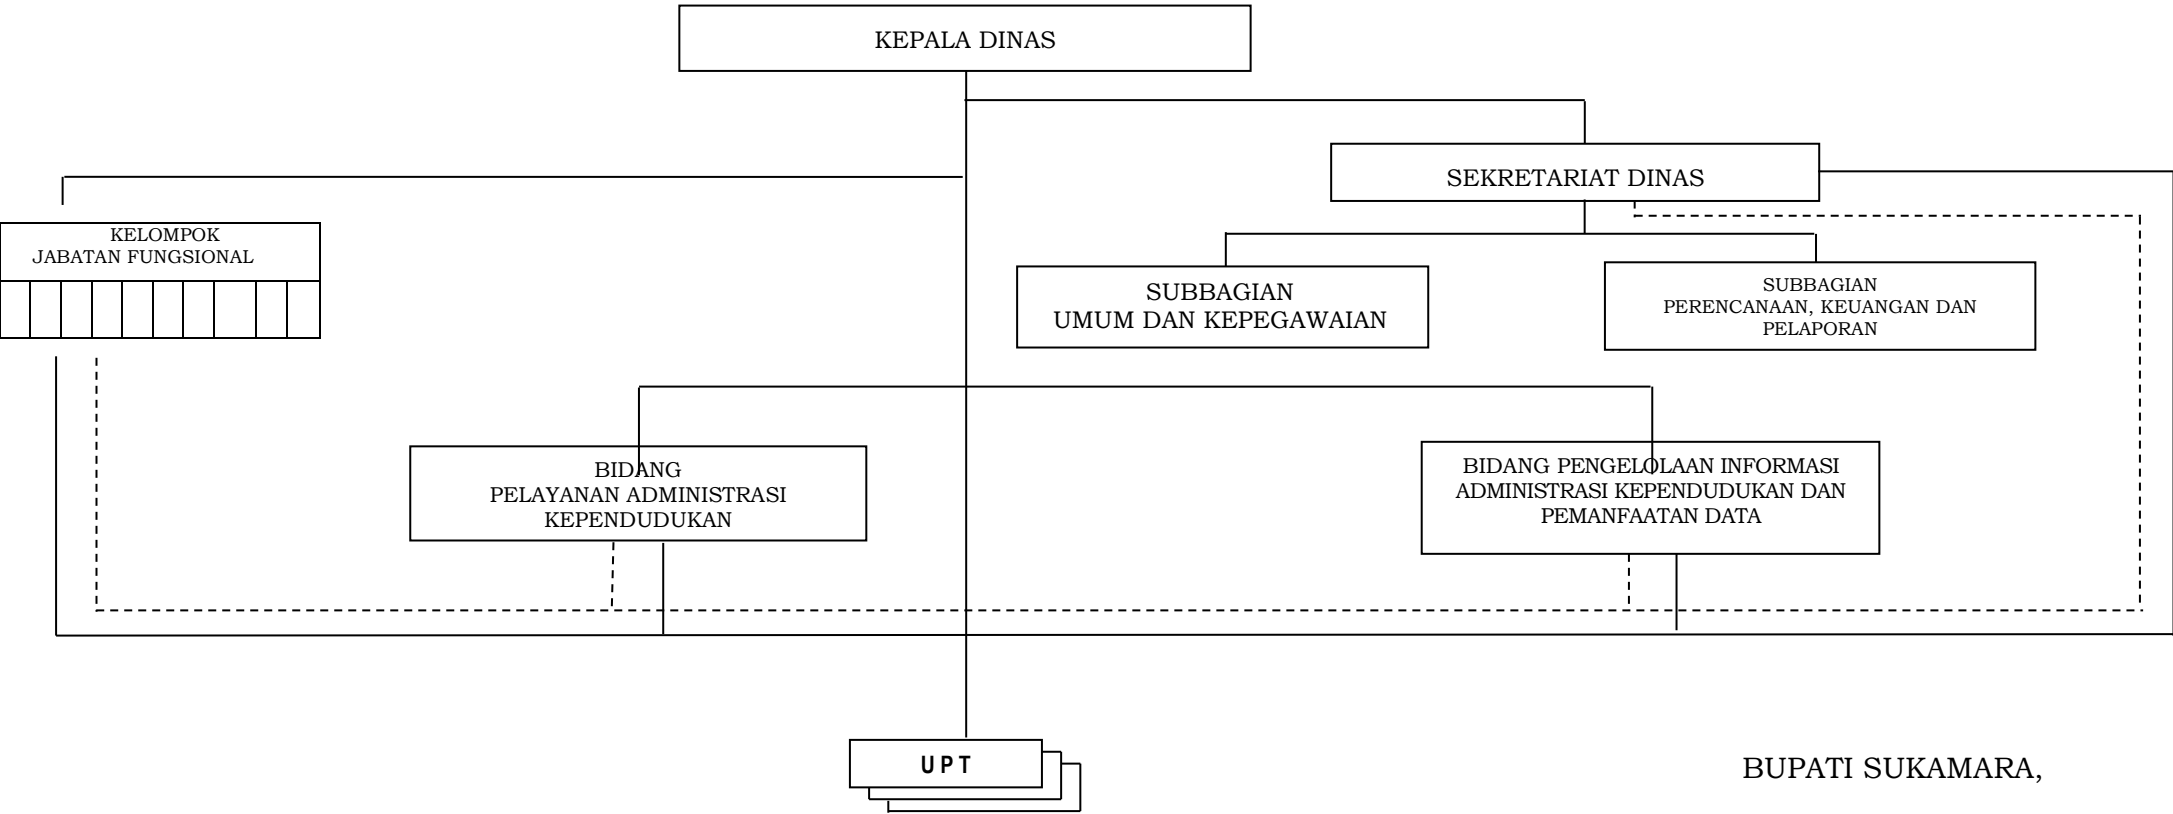 KEPALA DINAS
SEKRETARIAT DINAS
KELOMPOK
JABATAN FUNGSIONAL
SUBBAGIAN
UMUM DAN KEPEGAWAIAN
SUBBAGIAN
PERENCANAAN, KEUANGAN DAN
PELAPORAN
BIDANG
PELAYANAN ADMINISTRASI
KEPENDUDUKAN
BIDANG PENGELOLAAN INFORMASI
ADMINISTRASI KEPENDUDUKAN DAN
PEMANFAATAN DATA
UPT
BUPATI SUKAMARA,